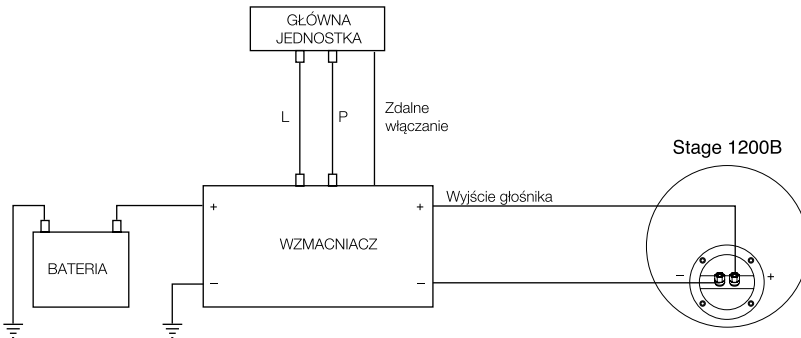 GŁÓWNA
JEDNOSTKA
L
P
Zdalne
włączanie
Stage 1200B
+
+
Wyjście głośnika
BATERIA
WZMACNIACZ
–
–
–
+